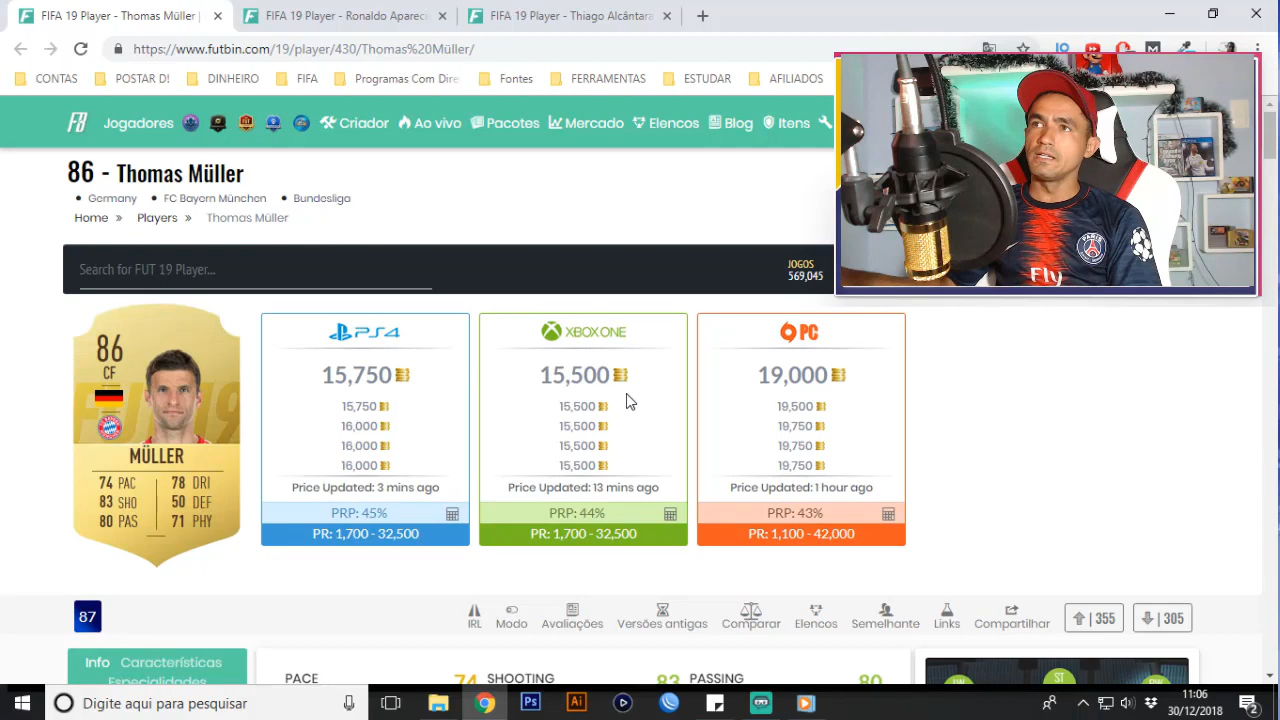 FIFA 19 Player - Thomas Müller |
FIFA 19 Player - Ronaldo Apareci
FIFA 19 Player - Thiago Alcântara
https://www.futbin.com/19/player/430/Thomas%20Müller/
CONTAS
POSTAR D!
DINHEIRO
FIFA
Programas Com Dire
Fontes
FERRAMENTAS
ESTUDAR
AFILIADOS
FB
Jogadores
Criador
Ao vivo
Pacotes
Mercado
Elencos
Blog
Itens
86 - Thomas Müller
Germany
FC Bayern München
Bundesliga
Home »
Players »
Thomas Müller
Search for FUT 19 Player...
JOGOS
569,045
86
CF
MÜLLER
74 PAC 78 DRI
83 SHO 50 DEF
80 PAS 71 PHY
PS4
15,750
15,750
16,000
16,000
16,000
Price Updated: 3 mins ago
PRP: 45%
PR: 1,700 - 32,500
XBOX ONE
15,500
15,500
15,500
15,500
15,500
Price Updated: 13 mins ago
PRP: 44%
PR: 1,700 - 32,500
PC
19,000
19,500
19,750
19,750
19,750
Price Updated: 1 hour ago
PRP: 43%
PR: 1,100 - 42,000
87
IRL
Modo
Avaliações
Versões antigas
Comparar
Elencos
Semelhante
Links
Compartilhar
355
305
Info Características
Especialidades
PACE 74
SHOOTING 83
PASSING 80
ST
Digite aqui para pesquisar
11:06
30/12/2018
2